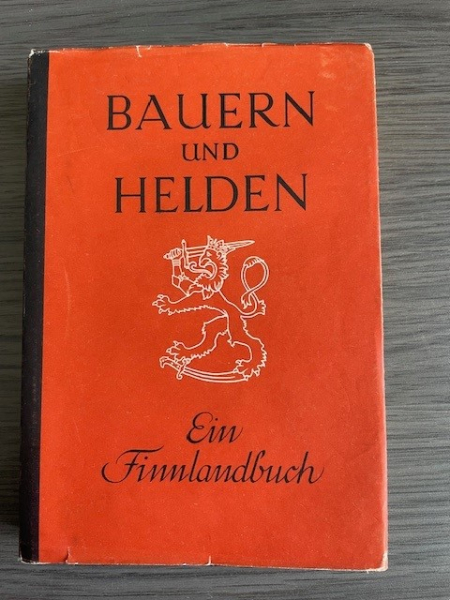 BAUERN
UND
HELDEN
Ein
Finnlandbuch